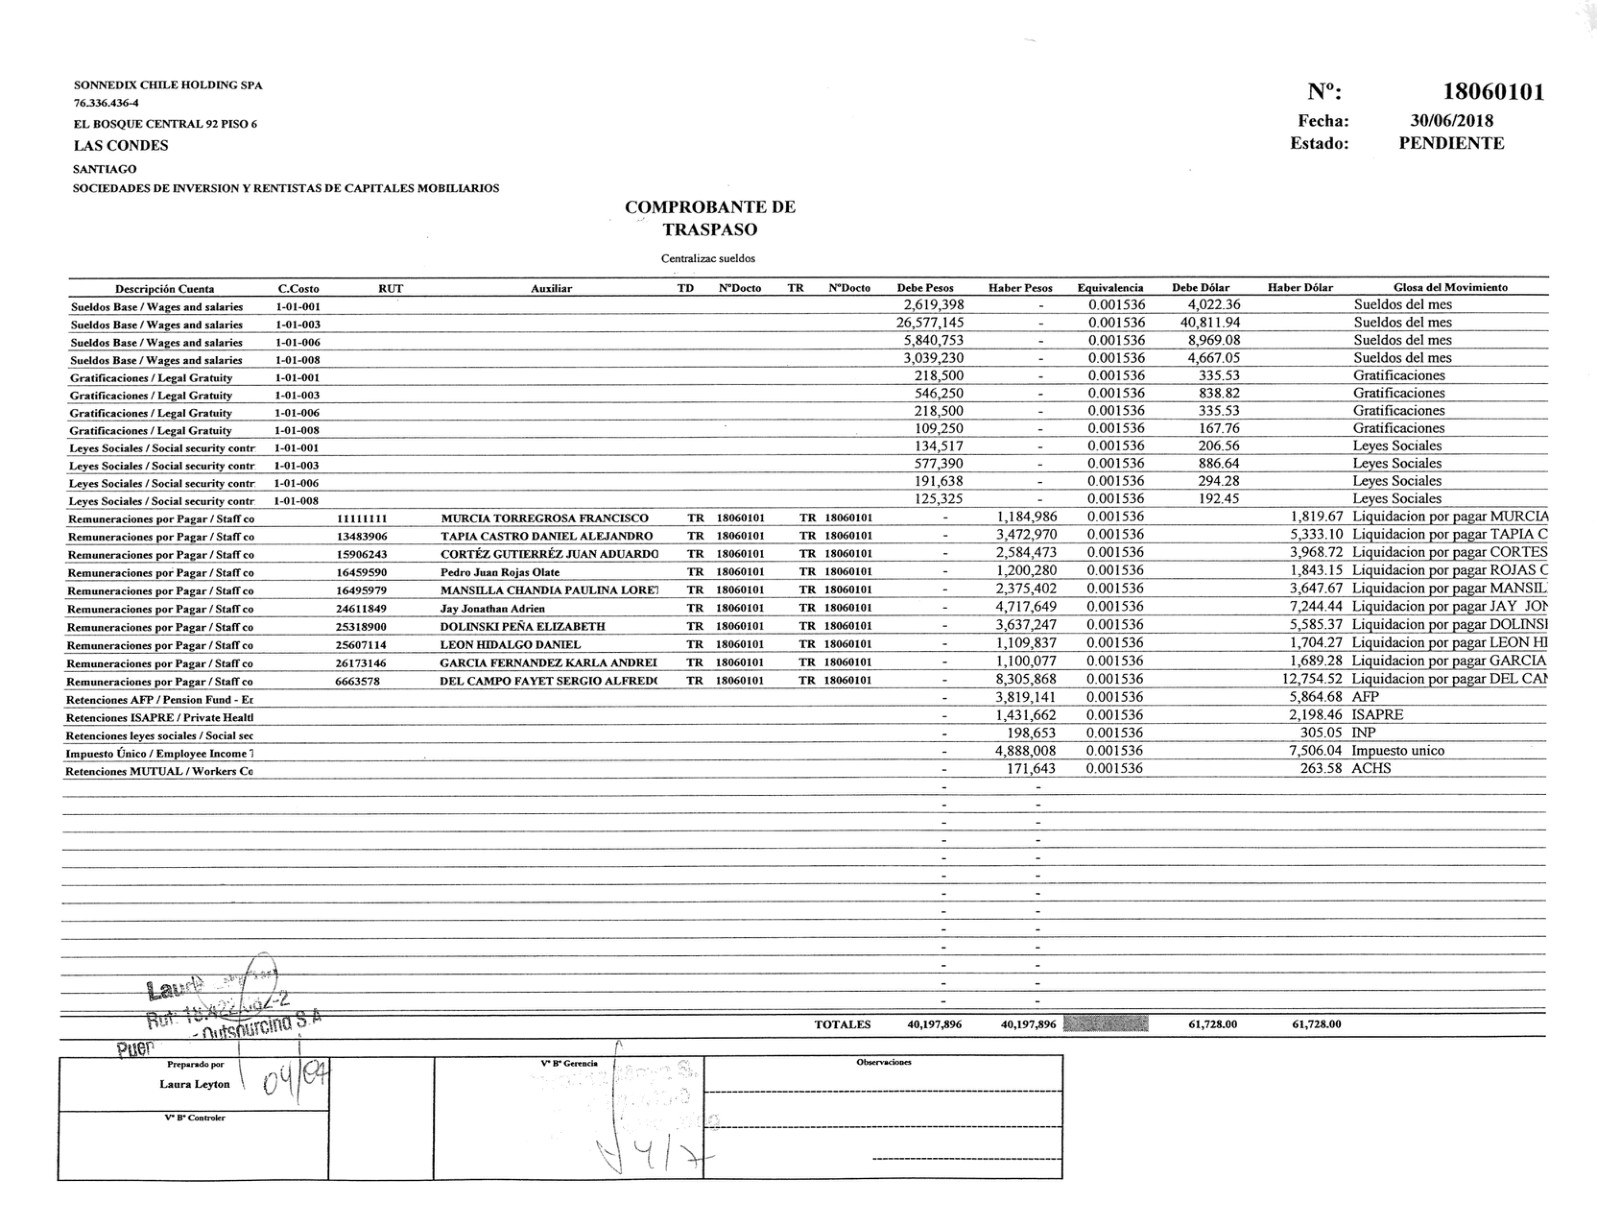 SONNEDIX CHILE HOLDING SPA
76.336.436-4
EL BOSQUE CENTRAL 92 PISO 6
LAS CONDES
SANTIAGO
SOCIEDADES DE INVERSION Y RENTISTAS DE CAPITALES MOBILIARIOS
Nº: 18060101
Fecha: 30/06/2018
Estado: PENDIENTE
COMPROBANTE DE
TRASPASO
Centralizac sueldos
Descripción Cuenta C.Costo RUT Auxiliar TD NºDocto TR NºDocto Debe Pesos Haber Pesos Equivalencia Debe Dólar Haber Dólar Glosa del Movimiento
Sueldos Base / Wages and salaries 1-01-001 2,619,398 - 0.001536 4,022.36 Sueldos del mes
Sueldos Base / Wages and salaries 1-01-003 26,577,145 - 0.001536 40,811.94 Sueldos del mes
Sueldos Base / Wages and salaries 1-01-006 5,840,753 - 0.001536 8,969.08 Sueldos del mes
Sueldos Base / Wages and salaries 1-01-008 3,039,230 - 0.001536 4,667.05 Sueldos del mes
Gratificaciones / Legal Gratuity 1-01-001 218,500 - 0.001536 335.53 Gratificaciones
Gratificaciones / Legal Gratuity 1-01-003 546,250 - 0.001536 838.82 Gratificaciones
Gratificaciones / Legal Gratuity 1-01-006 218,500 - 0.001536 335.53 Gratificaciones
Gratificaciones / Legal Gratuity 1-01-008 109,250 - 0.001536 167.76 Gratificaciones
Leyes Sociales / Social security contr 1-01-001 134,517 - 0.001536 206.56 Leyes Sociales
Leyes Sociales / Social security contr 1-01-003 577,390 - 0.001536 886.64 Leyes Sociales
Leyes Sociales / Social security contr 1-01-006 191,638 - 0.001536 294.28 Leyes Sociales
Leyes Sociales / Social security contr 1-01-008 125,325 - 0.001536 192.45 Leyes Sociales
Remuneraciones por Pagar / Staff co 11111111 MURCIA TORREGROSA FRANCISCO TR 18060101 TR 18060101 - 1,184,986 0.001536 1,819.67 Liquidacion por pagar MURCIA
Remuneraciones por Pagar / Staff co 13483906 TAPIA CASTRO DANIEL ALEJANDRO TR 18060101 TR 18060101 - 3,472,970 0.001536 5,333.10 Liquidacion por pagar TAPIA C
Remuneraciones por Pagar / Staff co 15906243 CORTÉZ GUTIERRÉZ JUAN ADUARDO TR 18060101 TR 18060101 - 2,584,473 0.001536 3,968.72 Liquidacion por pagar CORTES
Remuneraciones por Pagar / Staff co 16459590 Pedro Juan Rojas Olate TR 18060101 TR 18060101 - 1,200,280 0.001536 1,843.15 Liquidacion por pagar ROJAS O
Remuneraciones por Pagar / Staff co 16495979 MANSILLA CHANDIA PAULINA LORET TR 18060101 TR 18060101 - 2,375,402 0.001536 3,647.67 Liquidacion por pagar MANSIL
Remuneraciones por Pagar / Staff co 24611849 Jay Jonathan Adrien TR 18060101 TR 18060101 - 4,717,649 0.001536 7,244.44 Liquidacion por pagar JAY JON
Remuneraciones por Pagar / Staff co 25318900 DOLINSKI PEÑA ELIZABETH TR 18060101 TR 18060101 - 3,637,247 0.001536 5,585.37 Liquidacion por pagar DOLINSI
Remuneraciones por Pagar / Staff co 25607114 LEON HIDALGO DANIEL TR 18060101 TR 18060101 - 1,109,837 0.001536 1,704.27 Liquidacion por pagar LEON HI
Remuneraciones por Pagar / Staff co 26173146 GARCIA FERNANDEZ KARLA ANDREI TR 18060101 TR 18060101 - 1,100,077 0.001536 1,689.28 Liquidacion por pagar GARCIA
Remuneraciones por Pagar / Staff co 6663578 DEL CAMPO FAYET SERGIO ALFREDO TR 18060101 TR 18060101 - 8,305,868 0.001536 12,754.52 Liquidacion por pagar DEL CAM
Retenciones AFP / Pension Fund - Er - 3,819,141 0.001536 5,864.68 AFP
Retenciones ISAPRE / Private Healtl - 1,431,662 0.001536 2,198.46 ISAPRE
Retenciones leyes sociales / Social sec - 198,653 0.001536 305.05 INP
Impuesto Único / Employee Income T - 4,888,008 0.001536 7,506.04 Impuesto unico
Retenciones MUTUAL / Workers Co - 171,643 0.001536 263.58 ACHS
- -
- -
- -
- -
- -
- -
- -
- -
- -
- -
- -
- -
- -
TOTALES 40,197,896 40,197,896 61,728.00 61,728.00
Outsourcing S.A
Preparado por
Laura Leyton
04/07
Vº Bº Controler
Vº Bº Gerencia
4/7
Observaciones